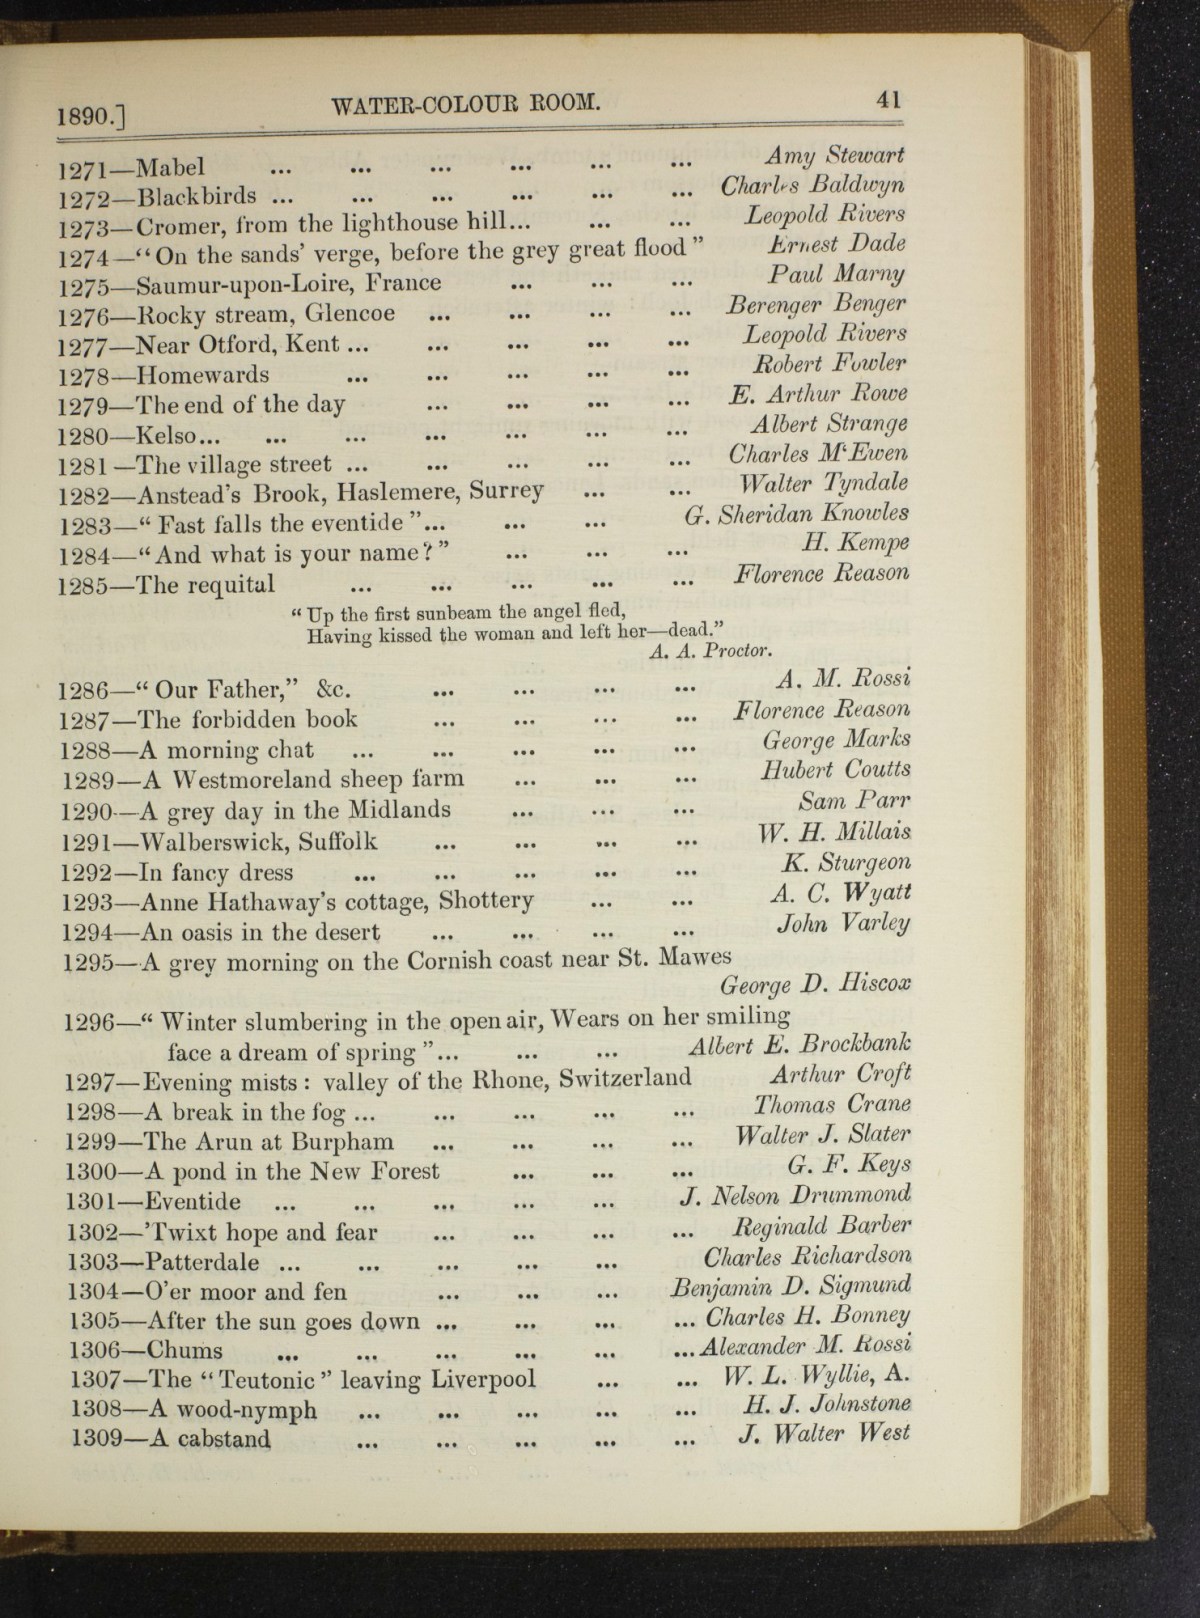 1890.] WATER-COLOUR ROOM. 41
1271—Mabel ... ... ... ... ... ... Amy Stewart
1272—Blackbirds ... ... ... ... ... ... Charles Baldwyn
1273—Cromer, from the lighthouse hill... ... ... Leopold Rivers
1274—“On the sands’ verge, before the grey great flood” Ernest Dade
1275—Saumur-upon-Loire, France ... ... ... Paul Marny
1276—Rocky stream, Glencoe ... ... ... ... Berenger Benger
1277—Near Otford, Kent ... ... ... ... ... Leopold Rivers
1278—Homewards ... ... ... ... ... Robert Fowler
1279—The end of the day ... ... ... ... E. Arthur Rowe
1280—Kelso... ... ... ... ... ... ... Albert Strange
1281—The village street ... ... ... ... ... Charles M‘Ewen
1282—Anstead’s Brook, Haslemere, Surrey ... ... Walter Tyndale
1283—“Fast falls the eventide”... ... ... G. Sheridan Knowles
1284—“And what is your name?” ... ... ... H. Kempe
1285—The requital ... ... ... ... ... Florence Reason
“Up the first sunbeam the angel fled,
Having kissed the woman and left her—dead.”
A. A. Proctor.
1286—“Our Father,” &c. ... ... ... ... A. M. Rossi
1287—The forbidden book ... ... ... ... Florence Reason
1288—A morning chat ... ... ... ... ... George Marks
1289—A Westmoreland sheep farm ... ... ... Hubert Coutts
1290—A grey day in the Midlands ... ... ... Sam Parr
1291—Walberswick, Suffolk ... ... ... ... W. H. Millais
1292—In fancy dress ... ... ... ... ... K. Sturgeon
1293—Anne Hathaway’s cottage, Shottery ... ... A. C. Wyatt
1294—An oasis in the desert ... ... ... ... John Varley
1295—A grey morning on the Cornish coast near St. Mawes
George D. Hiscox
1296—“Winter slumbering in the open air, Wears on her smiling
face a dream of spring”... ... ... Albert E. Brockbank
1297—Evening mists: valley of the Rhone, Switzerland Arthur Croft
1298—A break in the fog ... ... ... ... ... Thomas Crane
1299—The Arun at Burpham ... ... ... ... Walter J. Slater
1300—A pond in the New Forest ... ... ... G. F. Keys
1301—Eventide ... ... ... ... ... J. Nelson Drummond
1302—’Twixt hope and fear ... ... ... ... Reginald Barber
1303—Patterdale ... ... ... ... ... Charles Richardson
1304—O’er moor and fen ... ... ... Benjamin D. Sigmund
1305—After the sun goes down ... ... ... ... Charles H. Bonney
1306—Chums ... ... ... ... ... ... Alexander M. Rossi
1307—The “Teutonic” leaving Liverpool ... ... W. L. Wyllie, A.
1308—A wood-nymph ... ... ... ... ... H. J. Johnstone
1309—A cabstand ... ... ... ... ... J. Walter West